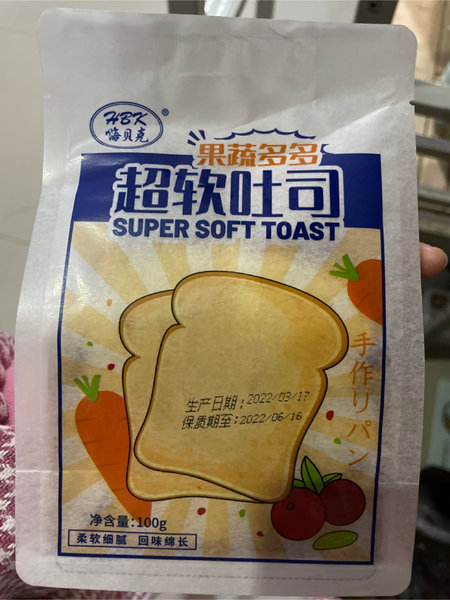 HBK
嗨贝克
®
果蔬多多
超软吐司
SUPER SOFT TOAST
手作りパン
生产日期:2022/03/17
保质期至:2022/06/16
净含量:100g
柔软细腻 回味绵长